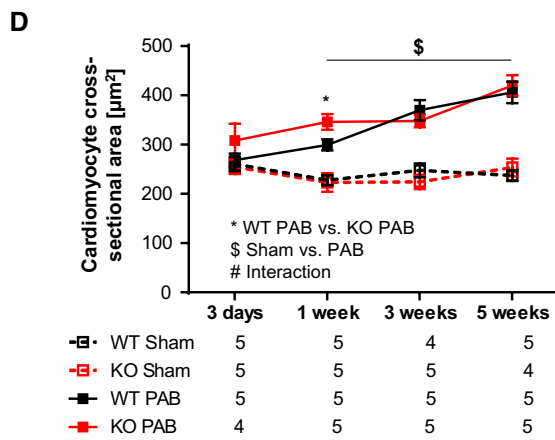 D
Cardiomyocyte cross-
sectional area [µm²]
500
400
300
200
100
0
$
*
* WT PAB vs. KO PAB
$ Sham vs. PAB
# Interaction
3 days 1 week 3 weeks 5 weeks
WT Sham 5 5 4 5
KO Sham 5 5 5 4
WT PAB 5 5 5 5
KO PAB 4 5 5 5